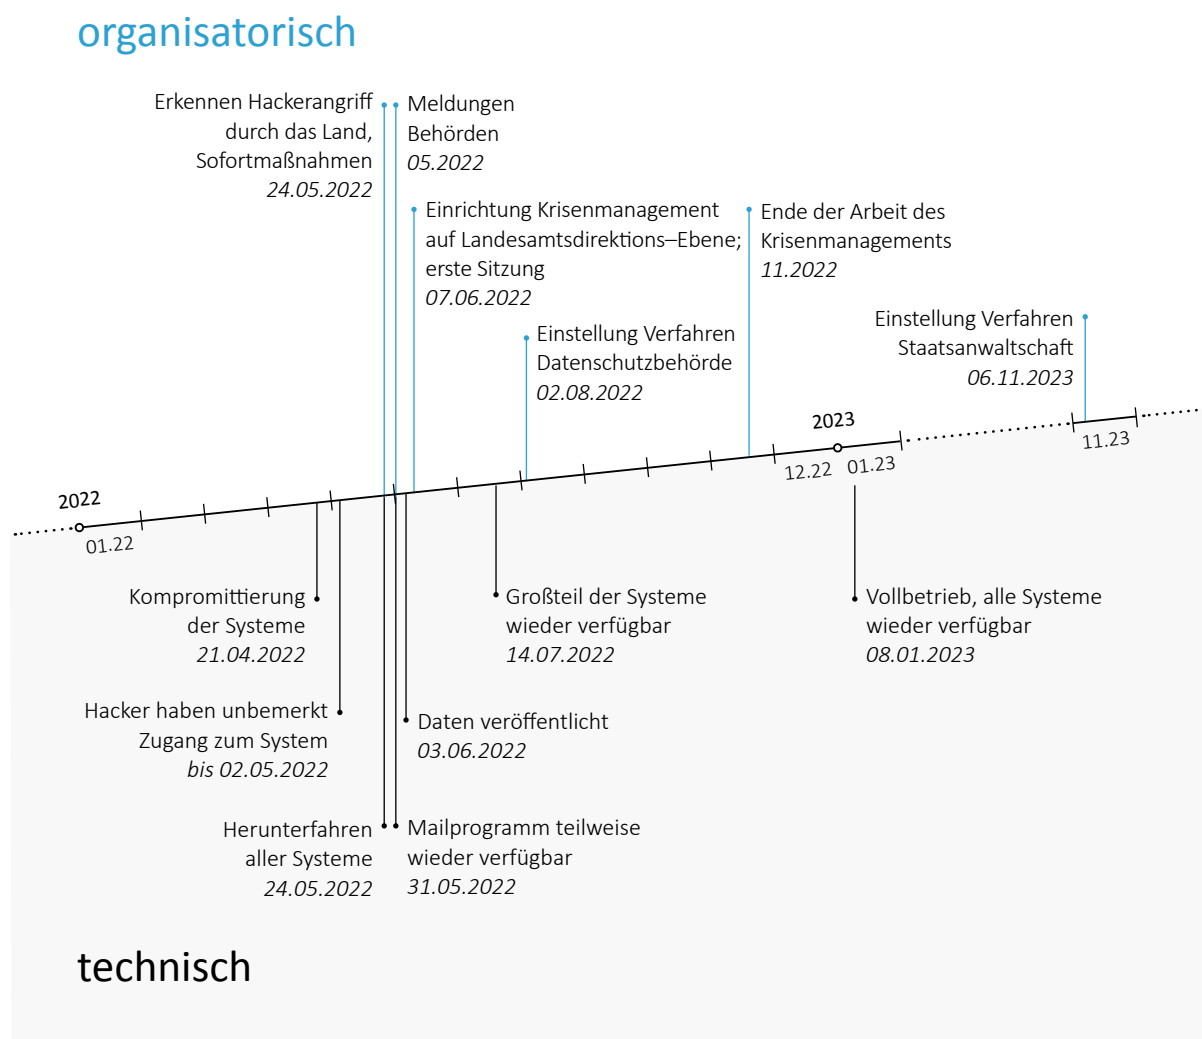 organisatorisch
Erkennen Hackerangriff
durch das Land,
Sofortmaßnahmen
24.05.2022
Meldungen
Behörden
05.2022
Einrichtung Krisenmanagement
auf Landesamtsdirektions–Ebene;
erste Sitzung
07.06.2022
Ende der Arbeit des
Krisenmanagements
11.2022
Einstellung Verfahren
Datenschutzbehörde
02.08.2022
Einstellung Verfahren
Staatsanwaltschaft
06.11.2023
2022
01.22
2023
12.22
01.23
11.23
Kompromittierung
der Systeme
21.04.2022
Großteil der Systeme
wieder verfügbar
14.07.2022
Vollbetrieb, alle Systeme
wieder verfügbar
08.01.2023
Hacker haben unbemerkt
Zugang zum System
bis 02.05.2022
Daten veröffentlicht
03.06.2022
Herunterfahren
aller Systeme
24.05.2022
Mailprogramm teilweise
wieder verfügbar
31.05.2022
technisch